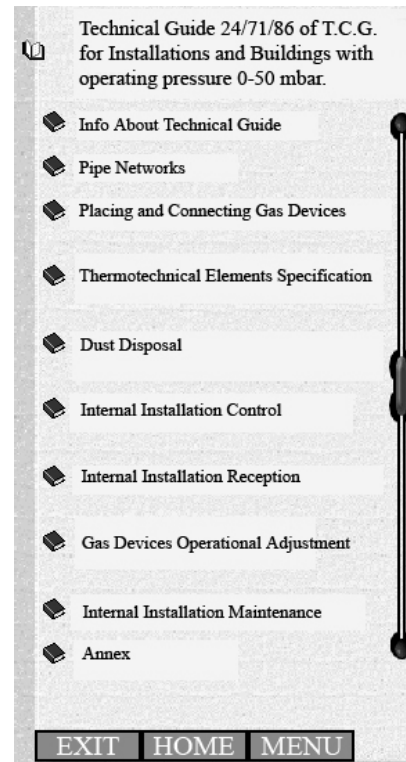 Technical Guide 24/71/86 of T.C.G.
for Installations and Buildings with
operating pressure 0-50 mbar.
Info About Technical Guide
Pipe Networks
Placing and Connecting Gas Devices
Thermotechnical Elements Specification
Dust Disposal
Internal Installation Control
Internal Installation Reception
Gas Devices Operational Adjustment
Internal Installation Maintenance
Annex
EXIT HOME MENU